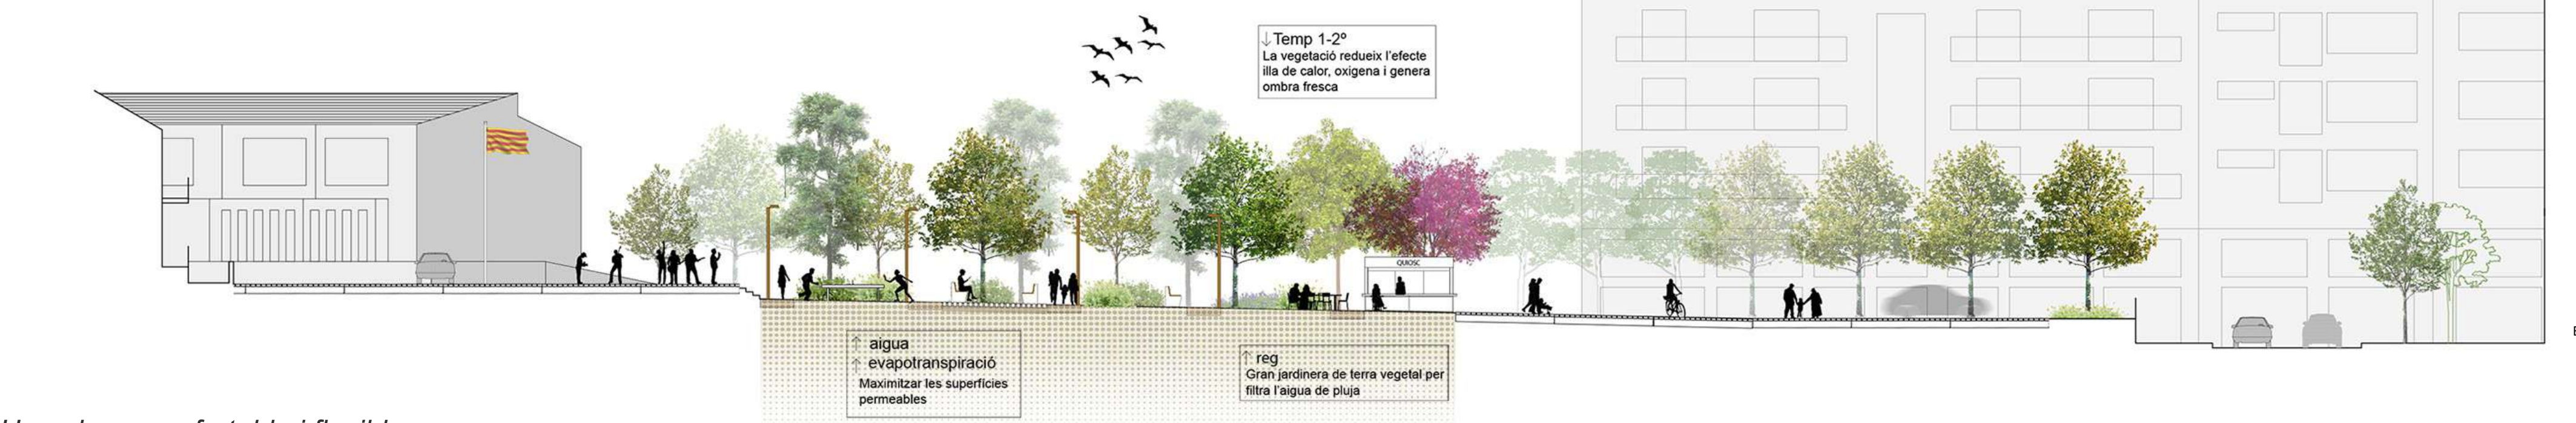 ↓Temp 1-2º
La vegetació redueix l'efecte
illa de calor, oxigena i genera
ombra fresca
QUIOSC
↑ aigua
↑ evapotranspiració
Maximitzar les superfícies
permeables
↑ reg
Gran jardinera de terra vegetal per
filtra l'aigua de pluja